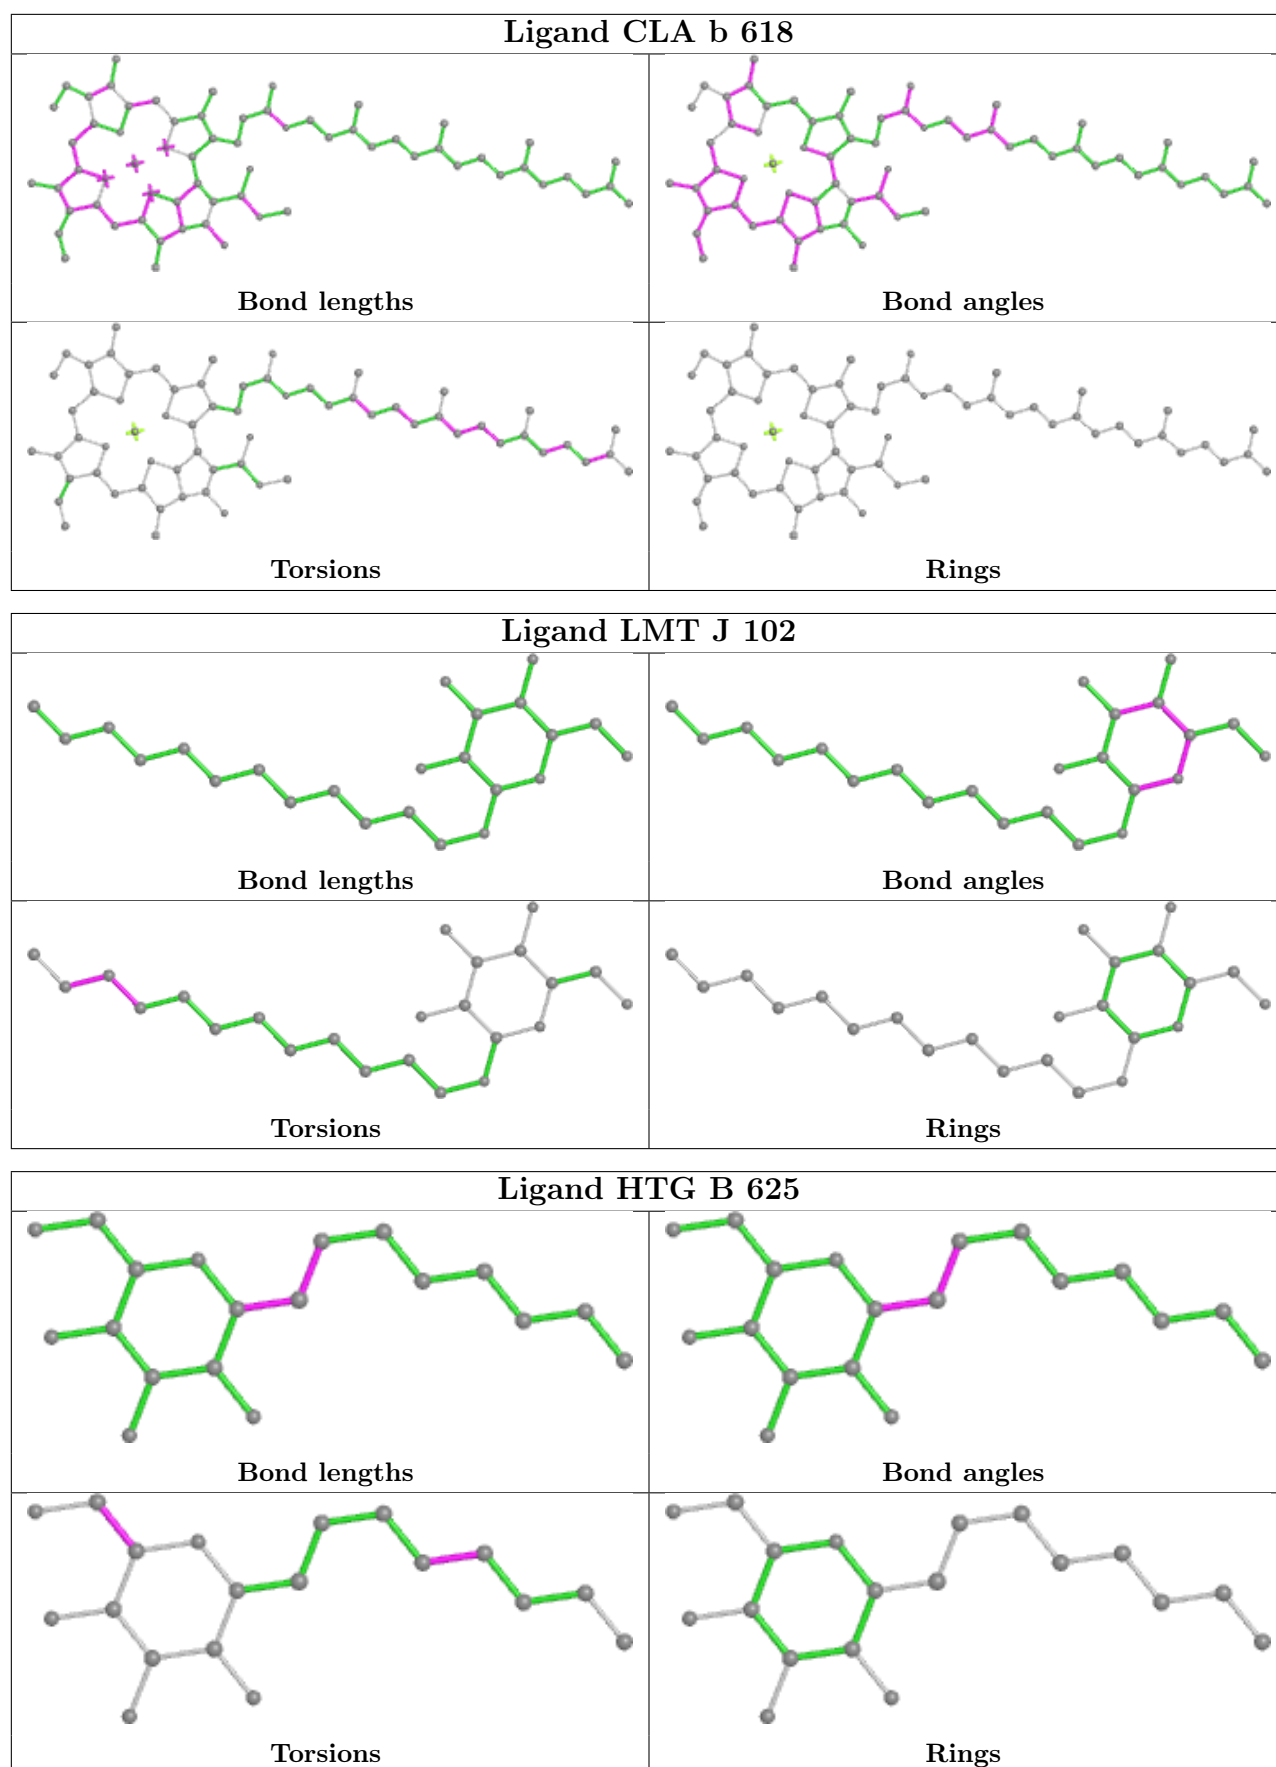 Ligand CLA b 618
Bond lengths
Bond angles
Torsions
Rings
Ligand LMT J 102
Bond lengths
Bond angles
Torsions
Rings
Ligand HTG B 625
Bond lengths
Bond angles
Torsions
Rings